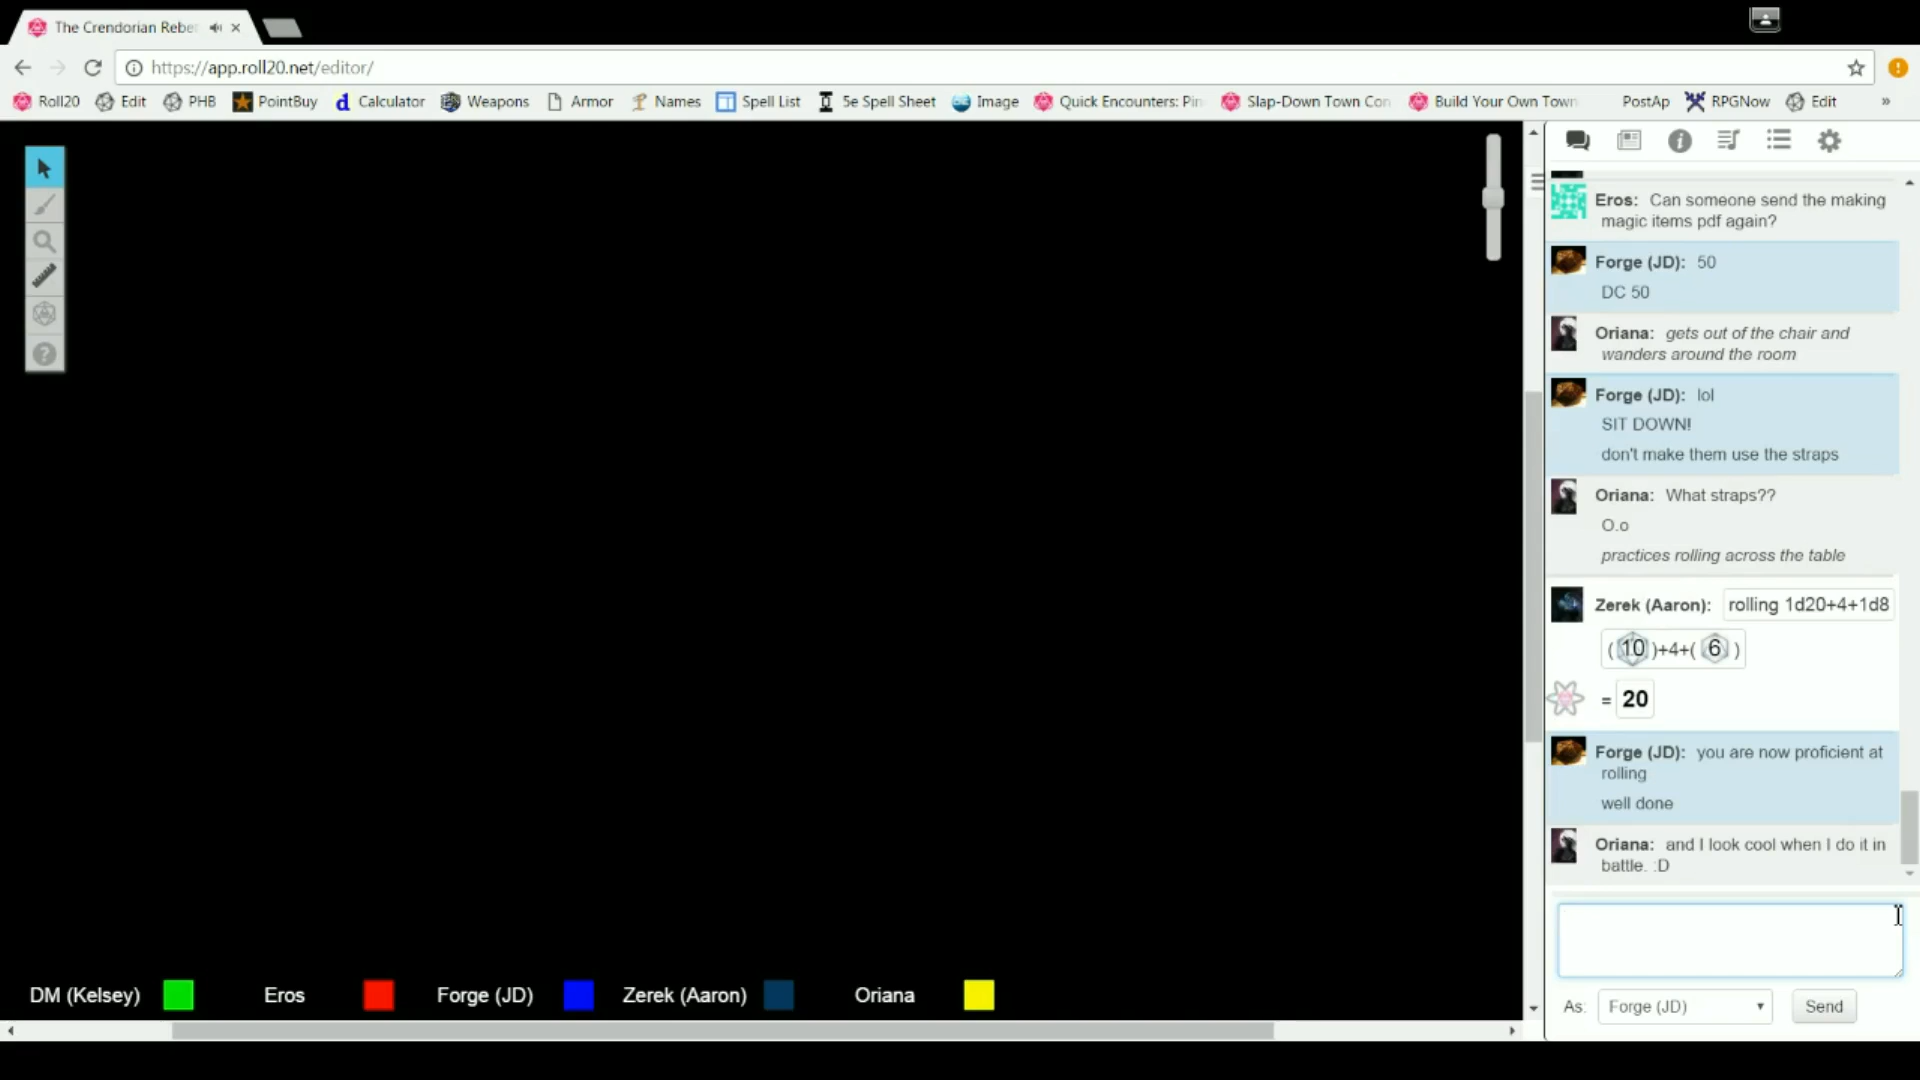 The Crendorian Rebe
https://app.roll20.net/editor/
Roll20 Edit PHB PointBuy Calculator Weapons Armor Names Spell List 5e Spell Sheet Image Quick Encounters: Pin Slap-Down Town Con Build Your Own Town PostAp RPGNow Edit »
Eros: Can someone send the making
magic items pdf again?
Forge (JD): 50
DC 50
Oriana: gets out of the chair and
wanders around the room
Forge (JD): lol
SIT DOWN!
don't make them use the straps
Oriana: What straps??
O.o
practices rolling across the table
Zerek (Aaron): rolling 1d20+4+1d8
(10)+4+(6)
= 20
Forge (JD): you are now proficient at
rolling
well done
Oriana: and I look cool when I do it in
battle. :D
DM (Kelsey) Eros Forge (JD) Zerek (Aaron) Oriana
As: Forge (JD) Send